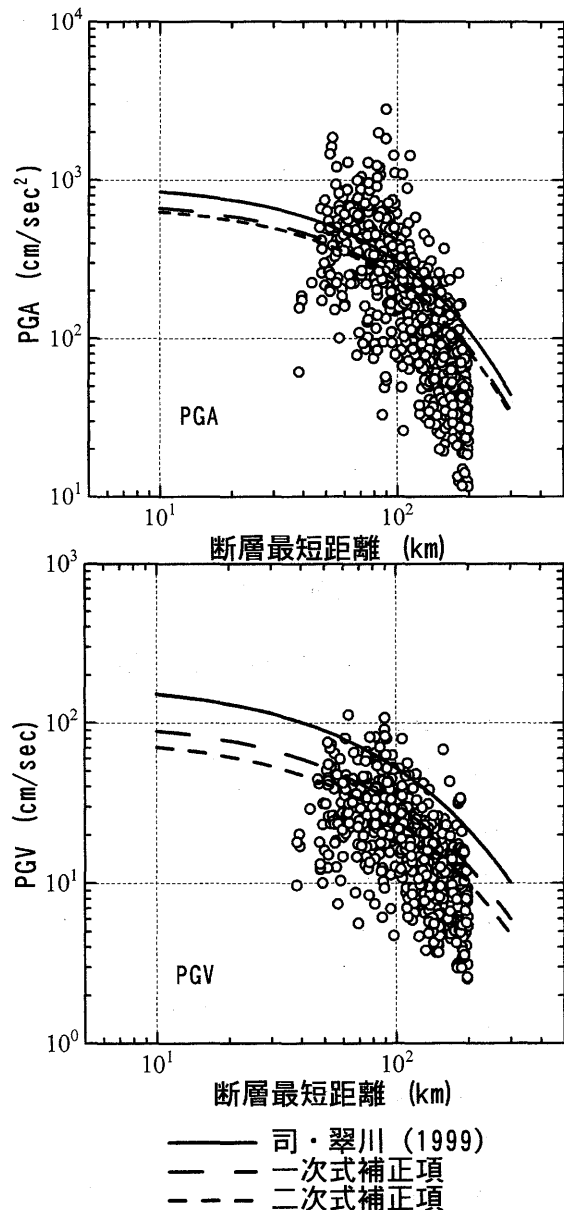 10⁴
10³
10²
10¹
PGA (cm/sec²)
PGA
10¹
10²
断層最短距離 (km)
10³
10²
10¹
10⁰
PGV (cm/sec)
PGV
10¹
10²
断層最短距離 (km)
司・翠川 (1999)
一次式補正項
二次式補正項